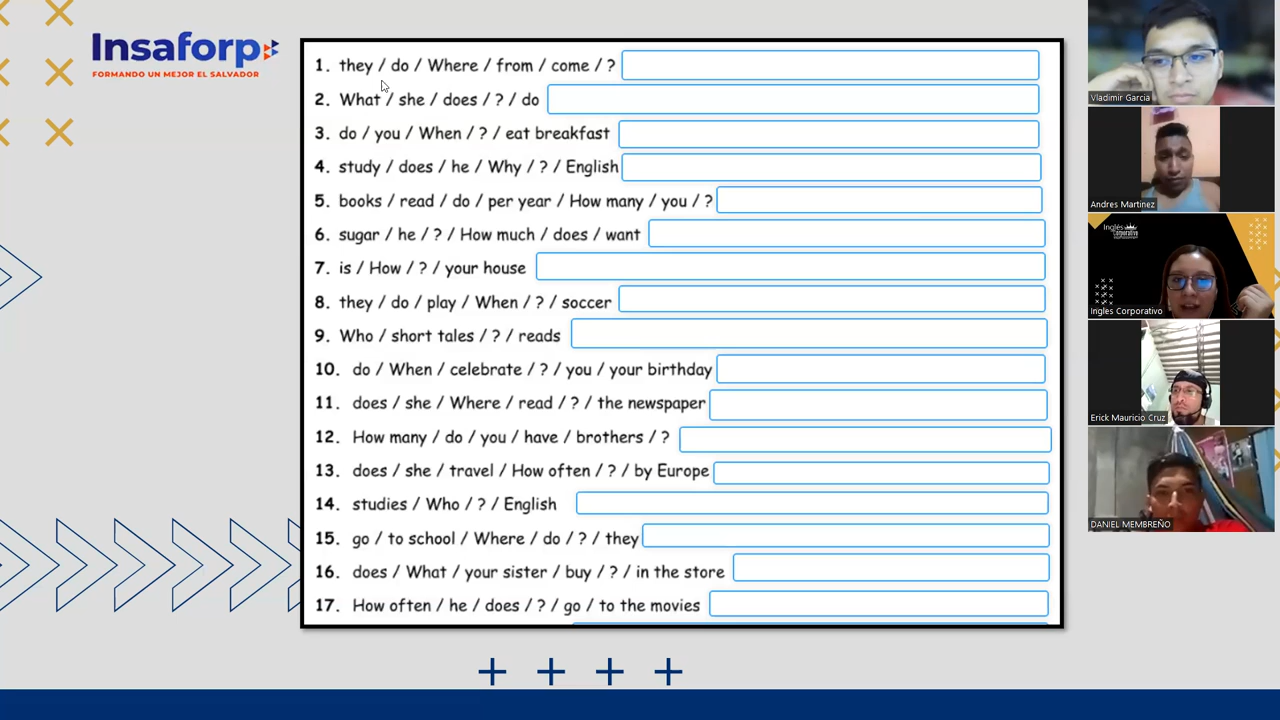 Insaforp
FORMANDO UN MEJOR EL SALVADOR
1. they / do / Where / from / come / ?
2. What / she / does / ? / do
3. do / you / When / ? / eat breakfast
4. study / does / he / Why / ? / English
5. books / read / do / per year / How many / you / ?
6. sugar / he / ? / How much / does / want
7. is / How / ? / your house
8. they / do / play / When / ? / soccer
9. Who / short tales / ? / reads
10. do / When / celebrate / ? / you / your birthday
11. does / she / Where / read / ? / the newspaper
12. How many / do / you / have / brothers / ?
13. does / she / travel / How often / ? / by Europe
14. studies / Who / ? / English
15. go / to school / Where / do / ? / they
16. does / What / your sister / buy / ? / in the store
17. How often / he / does / ? / go / to the movies
Vladimir Garcia
Andres Martinez
Inglés
Corporativo
Ingles Corporativo
Erick Mauricio Cruz
DANIEL MEMBREÑO